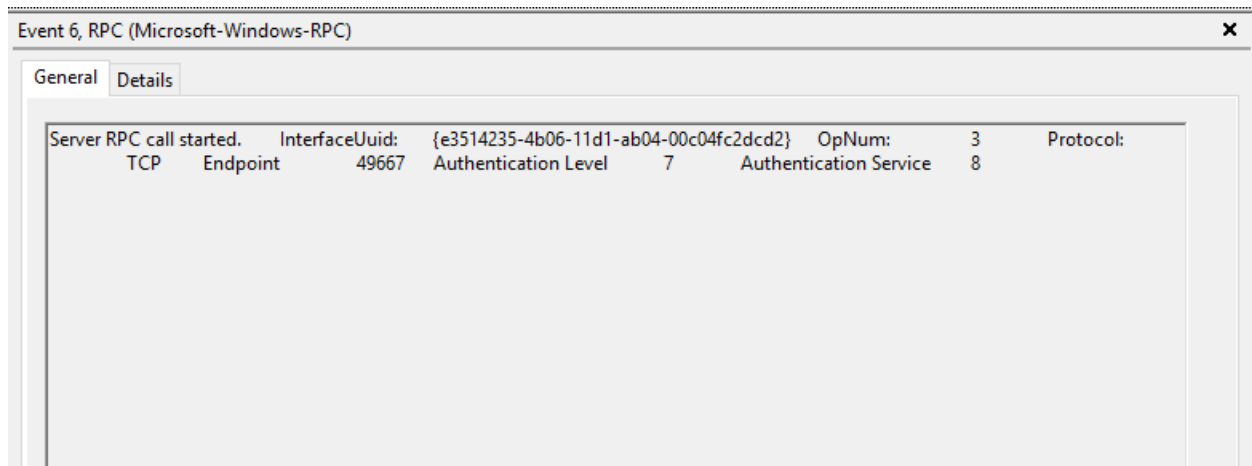 Event 6, RPC (Microsoft-Windows-RPC)
General Details
Server RPC call started. InterfaceUuid: {e3514235-4b06-11d1-ab04-00c04fc2dcd2} OpNum: 3 Protocol:
TCP Endpoint 49667 Authentication Level 7 Authentication Service 8